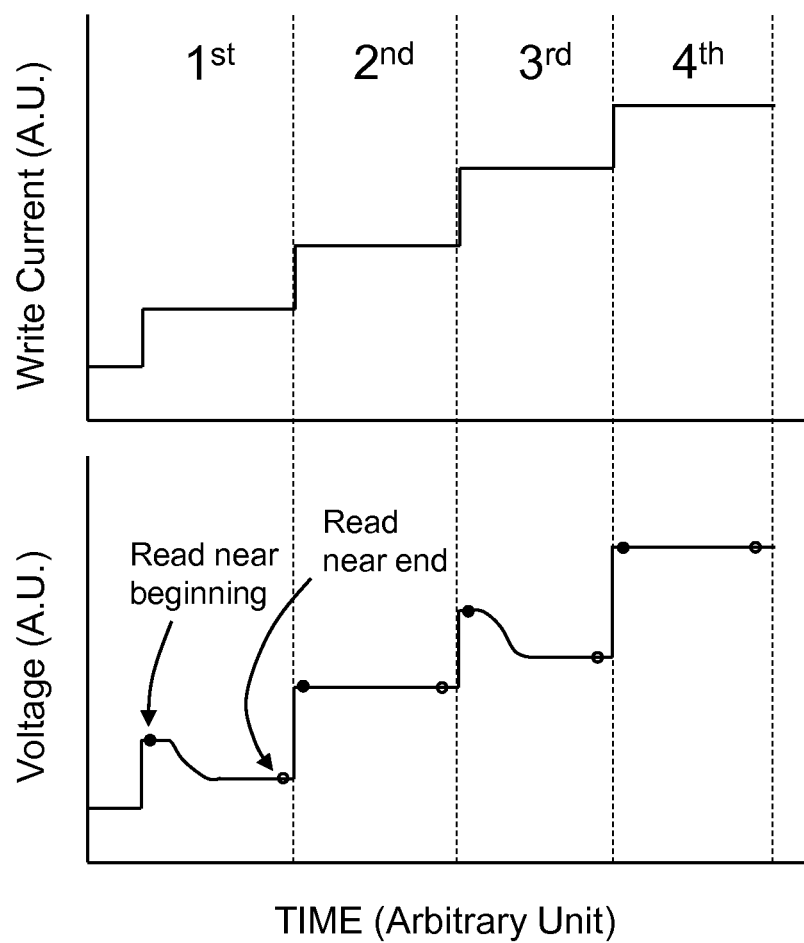 1st
2nd
3rd
4th
Write Current (A.U.)
Read near
beginning
Read
near end
Voltage (A.U.)
TIME (Arbitrary Unit)